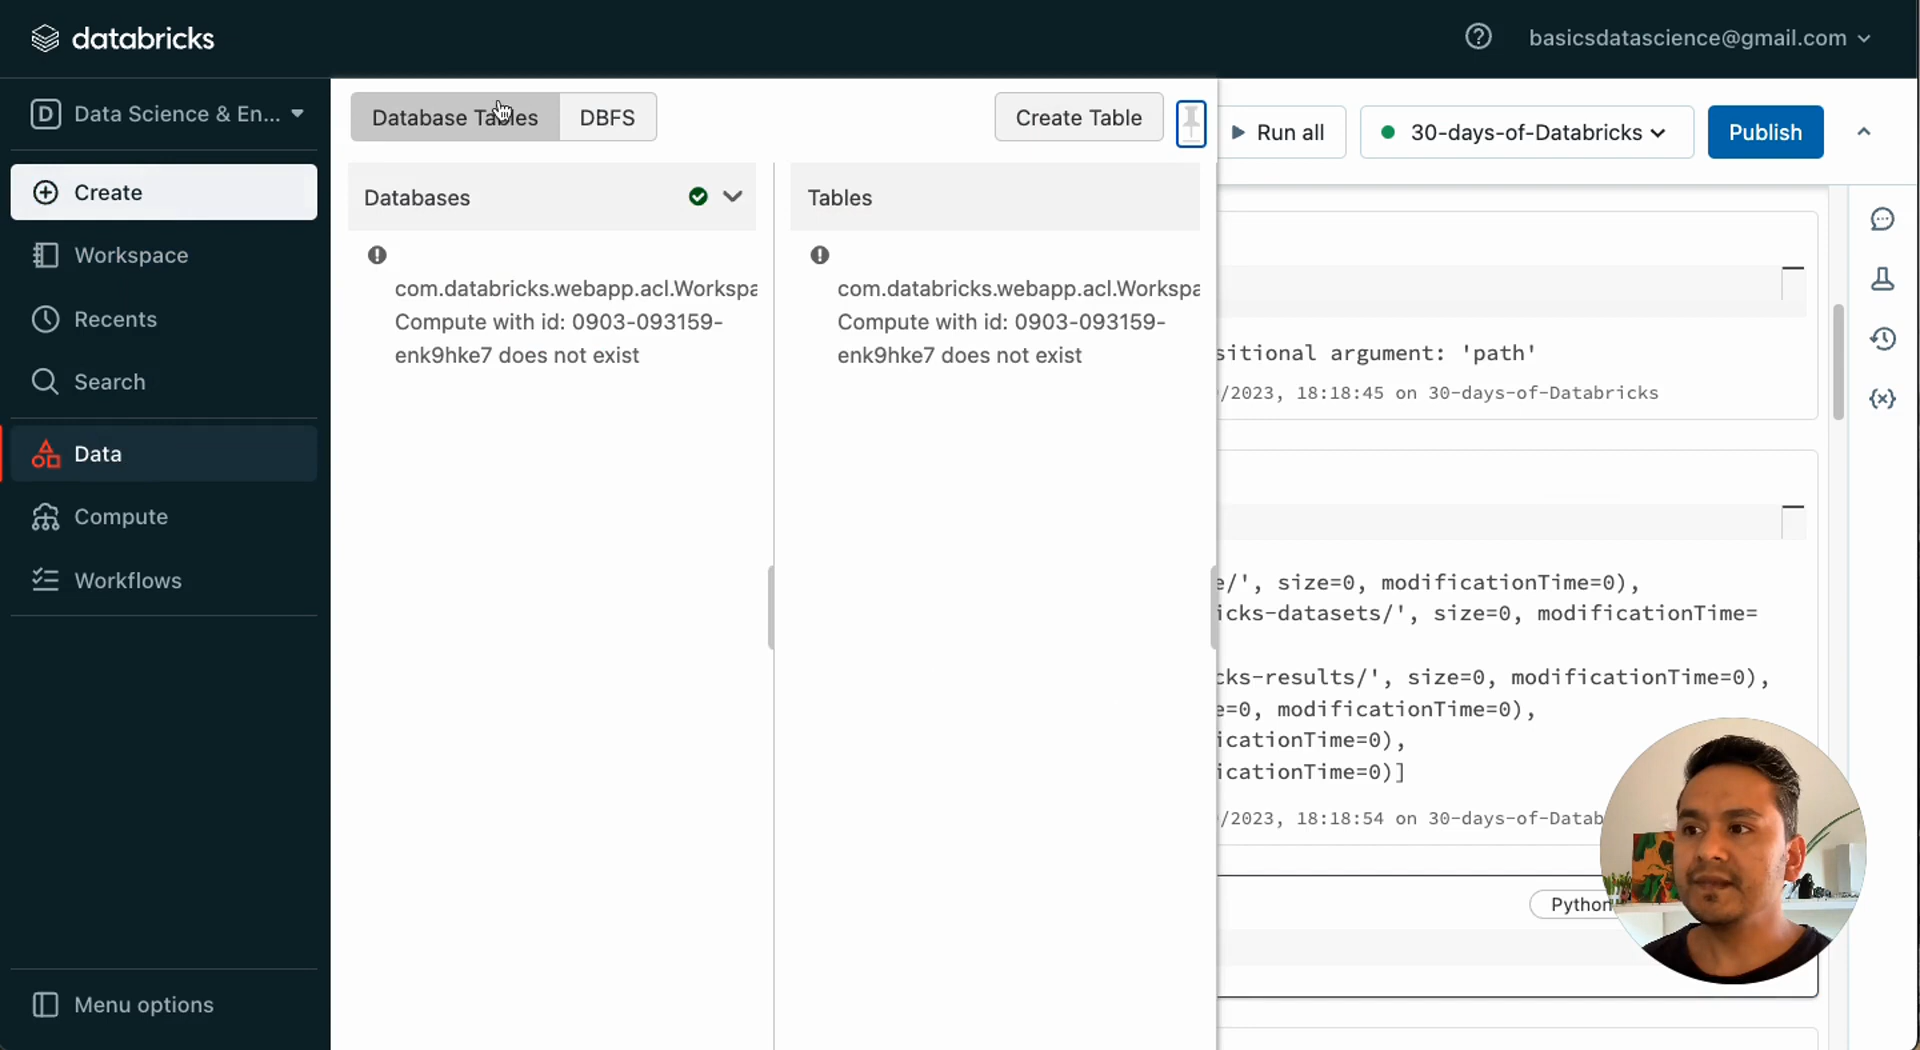 databricks
basicsdatascience@gmail.com
D Data Science & En...
Create
Workspace
Recents
Search
Data
Compute
Workflows
Menu options
Database Tables
DBFS
Create Table
Run all
30-days-of-Databricks
Publish
Databases
com.databricks.webapp.acl.Workspa
Compute with id: 0903-093159-
enk9hke7 does not exist
Tables
com.databricks.webapp.acl.Workspa
Compute with id: 0903-093159-
enk9hke7 does not exist
sitional argument: 'path'
/2023, 18:18:45 on 30-days-of-Databricks
e/', size=0, modificationTime=0),
icks-datasets/', size=0, modificationTime=
cks-results/', size=0, modificationTime=0),
e=0, modificationTime=0),
icationTime=0),
icationTime=0)]
/2023, 18:18:54 on 30-days-of-Datab
Python